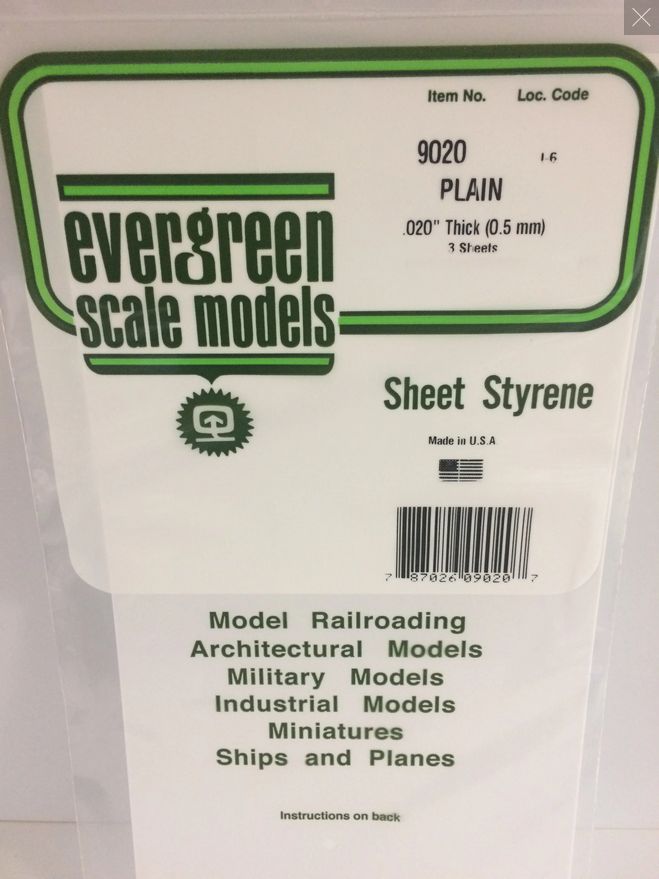 Item No. Loc. Code
9020 J-6
PLAIN
.020" Thick (0.5 mm)
3 Sheets
evergreen
scale models
Sheet Styrene
Made in U.S.A
7 87026 09020 7
Model Railroading
Architectural Models
Military Models
Industrial Models
Miniatures
Ships and Planes
Instructions on back